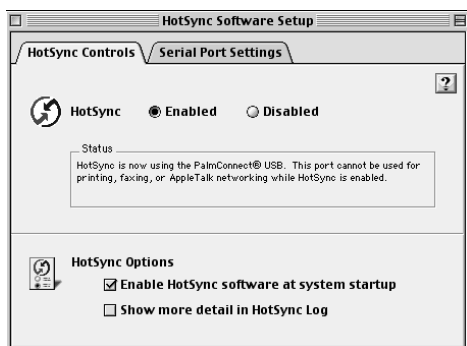 HotSync Software Setup
HotSync Controls
Serial Port Settings
?
HotSync
Enabled
Disabled
Status
HotSync is now using the PalmConnect® USB. This port cannot be used for
printing, faxing, or AppleTalk networking while HotSync is enabled.
HotSync Options
Enable HotSync software at system startup
Show more detail in HotSync Log